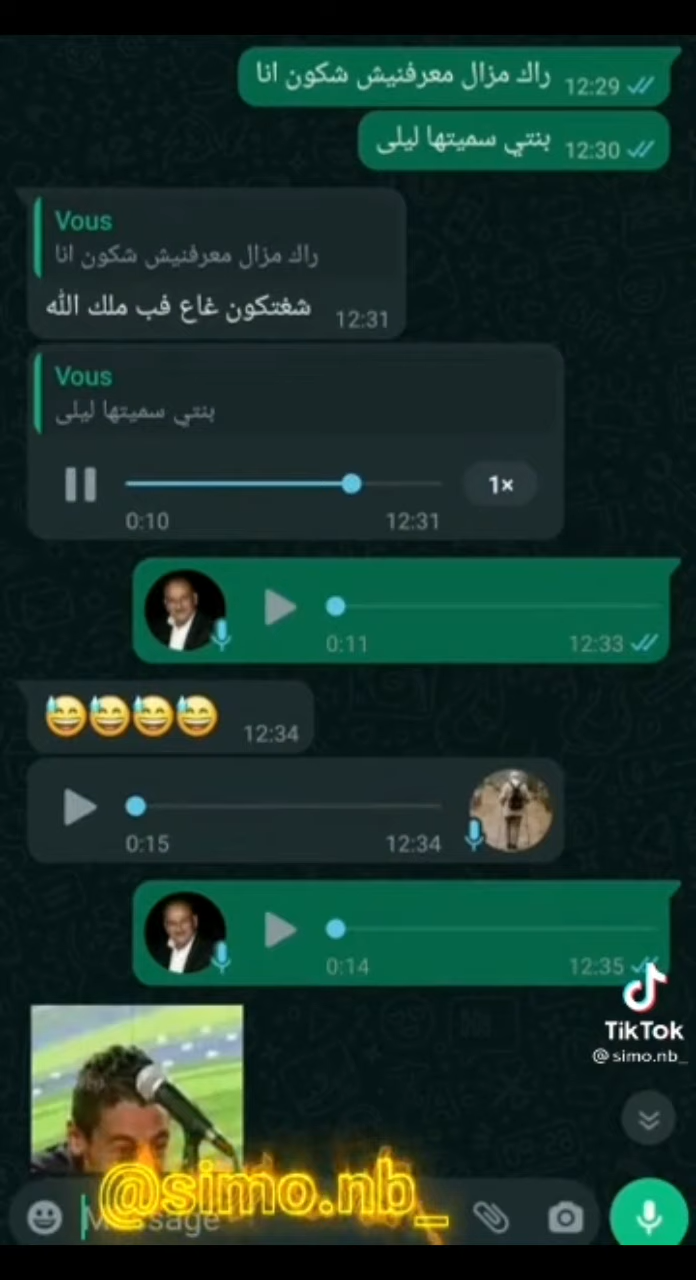 راك مزال معرفنيش شكون انا
12:29
بنتي سميتها ليلى
12:30
Vous
راك مزال معرفنيش شكون انا
شغتكون غاع فب ملك الله
12:31
Vous
بنتي سميتها ليلى
1×
0:10
12:31
0:11
12:33
12:34
0:15
12:34
0:14
12:35
TikTok
@simo.nb_
@simo.nb_
Message